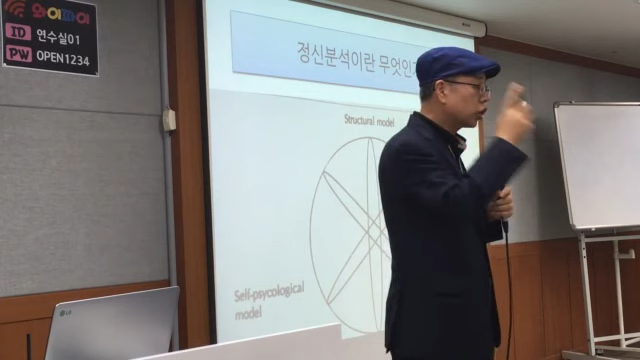 와이파이
ID 연수실01
PW OPEN1234
정신분석이란 무엇인
Structural model
Self-psycological
model
LG